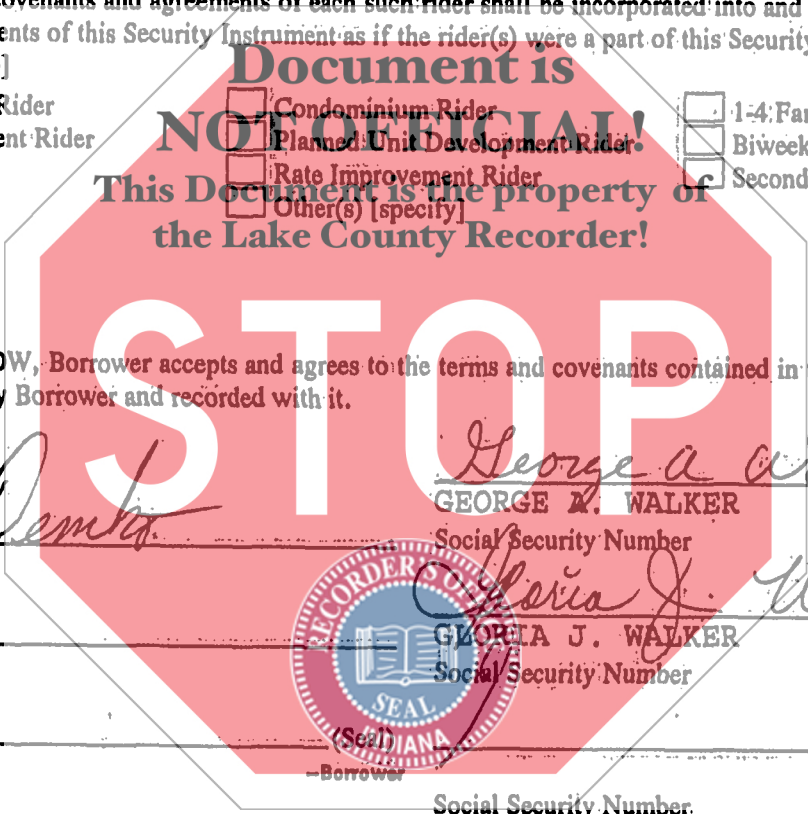 ovenants and agreements of each such rider shall be incorporated into and
ents of this Security Instrument as if the rider(s) were a part of this Security
]
Document is
Rider
Condominium Rider
1-4 Fam
NOT OFFICIAL!
ent Rider
Planned Unit Development Rider
Biweek
Rate Improvement Rider
Second
This Document is the property of
Other(s) [specify]
the Lake County Recorder!
STOP
OW, Borrower accepts and agrees to the terms and covenants contained in
y Borrower and recorded with it.
George A
GEORGE A. WALKER
Demko
Social Security Number
Gloria J. W
GLORIA J. WALKER
Social Security Number
RECORDER'S OFFICE
SEAL
INDIANA
(Seal)
-Borrower
Social Security Number